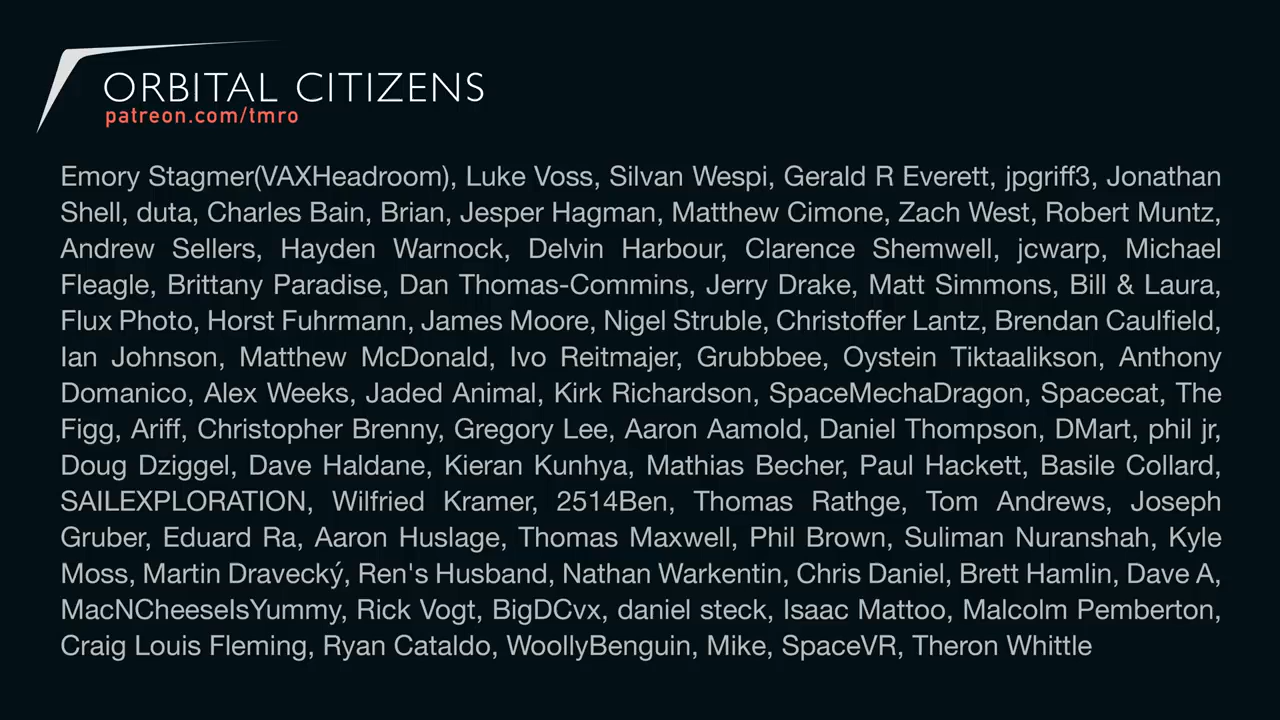 ORBITAL CITIZENS
patreon.com/tmro
Emory Stagmer(VAXHeadroom), Luke Voss, Silvan Wespi, Gerald R Everett, jpgriff3, Jonathan
Shell, duta, Charles Bain, Brian, Jesper Hagman, Matthew Cimone, Zach West, Robert Muntz,
Andrew Sellers, Hayden Warnock, Delvin Harbour, Clarence Shemwell, jcwarp, Michael
Fleagle, Brittany Paradise, Dan Thomas-Commins, Jerry Drake, Matt Simmons, Bill & Laura,
Flux Photo, Horst Fuhrmann, James Moore, Nigel Struble, Christoffer Lantz, Brendan Caulfield,
Ian Johnson, Matthew McDonald, Ivo Reitmajer, Grubbbee, Oystein Tiktaalikson, Anthony
Domanico, Alex Weeks, Jaded Animal, Kirk Richardson, SpaceMechaDragon, Spacecat, The
Figg, Ariff, Christopher Brenny, Gregory Lee, Aaron Aamold, Daniel Thompson, DMart, phil jr,
Doug Dziggel, Dave Haldane, Kieran Kunhya, Mathias Becher, Paul Hackett, Basile Collard,
SAILEXPLORATION, Wilfried Kramer, 2514Ben, Thomas Rathge, Tom Andrews, Joseph
Gruber, Eduard Ra, Aaron Huslage, Thomas Maxwell, Phil Brown, Suliman Nuranshah, Kyle
Moss, Martin Dravecký, Ren's Husband, Nathan Warkentin, Chris Daniel, Brett Hamlin, Dave A,
MacNCheeseIsYummy, Rick Vogt, BigDCvx, daniel steck, Isaac Mattoo, Malcolm Pemberton,
Craig Louis Fleming, Ryan Cataldo, WoollyBenguin, Mike, SpaceVR, Theron Whittle